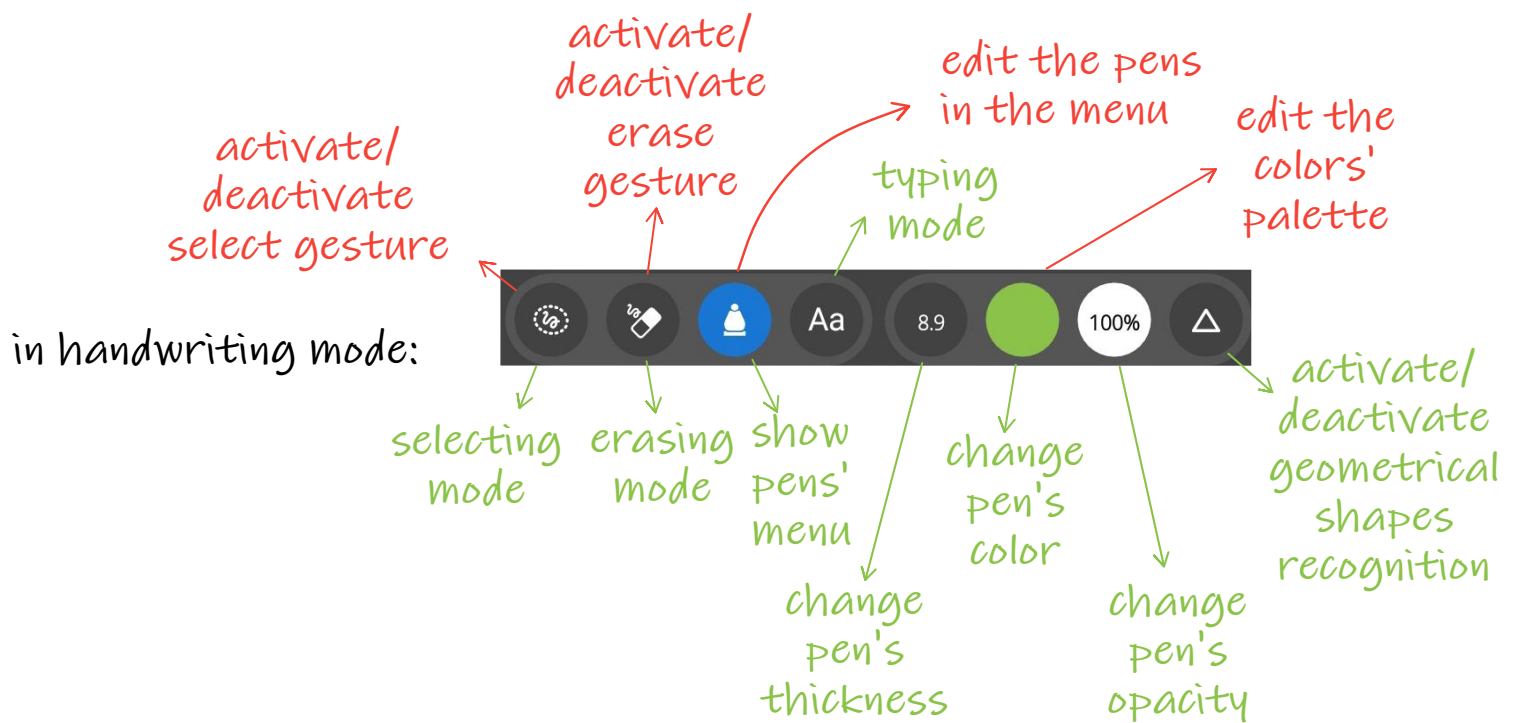 activate/
deactivate
select gesture
activate/
deactivate
erase
gesture
edit the pens
in the menu
typing
mode
edit the
colors'
palette
in handwriting mode:
Aa
8.9
100%
selecting
mode
erasing
mode
show
pens'
menu
change
pen's
thickness
change
pen's
color
change
pen's
opacity
activate/
deactivate
geometrical
shapes
recognition